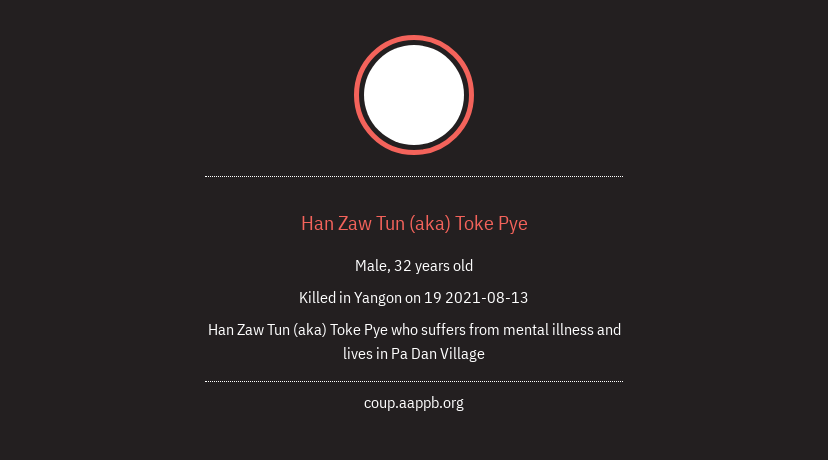 Han Zaw Tun (aka) Toke Pye
Male, 32 years old
Killed in Yangon on 19 2021-08-13
Han Zaw Tun (aka) Toke Pye who suffers from mental illness and
lives in Pa Dan Village
coup.aappb.org